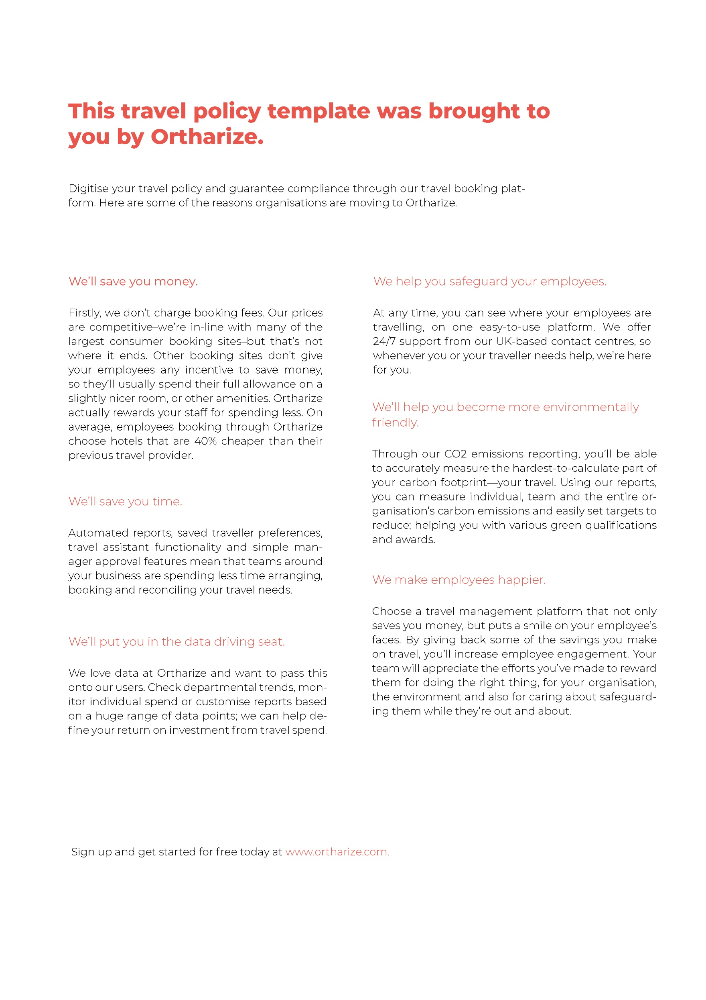 This travel policy template was brought to
you by Ortharize.
Digitise your travel policy and guarantee compliance through our travel booking plat-
form. Here are some of the reasons organisations are moving to Ortharize.
We’ll save you money.
Firstly, we don’t charge booking fees. Our prices
are competitive–we’re in-line with many of the
largest consumer booking sites–but that’s not
where it ends. Other booking sites don’t give
your employees any incentive to save money,
so they’ll usually spend their full allowance on a
slightly nicer room, or other amenities. Ortharize
actually rewards your staff for spending less. On
average, employees booking through Ortharize
choose hotels that are 40% cheaper than their
previous travel provider.
We’ll save you time.
Automated reports, saved traveller preferences,
travel assistant functionality and simple man-
ager approval features mean that teams around
your business are spending less time arranging,
booking and reconciling your travel needs.
We’ll put you in the data driving seat.
We love data at Ortharize and want to pass this
onto our users. Check departmental trends, mon-
itor individual spend or customise reports based
on a huge range of data points; we can help de-
fine your return on investment from travel spend.
We help you safeguard your employees.
At any time, you can see where your employees are
travelling, on one easy-to-use platform. We offer
24/7 support from our UK-based contact centres, so
whenever you or your traveller needs help, we’re here
for you.
We’ll help you become more environmentally
friendly.
Through our CO2 emissions reporting, you’ll be able
to accurately measure the hardest-to-calculate part of
your carbon footprint—your travel. Using our reports,
you can measure individual, team and the entire or-
ganisation’s carbon emissions and easily set targets to
reduce; helping you with various green qualifications
and awards.
We make employees happier.
Choose a travel management platform that not only
saves you money, but puts a smile on your employee’s
faces. By giving back some of the savings you make
on travel, you’ll increase employee engagement. Your
team will appreciate the efforts you’ve made to reward
them for doing the right thing, for your organisation,
the environment and also for caring about safeguard-
ing them while they’re out and about.
Sign up and get started for free today at www.ortharize.com.